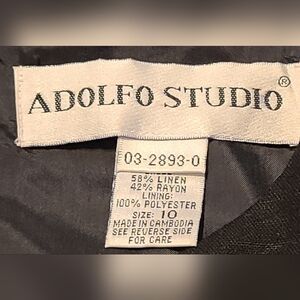 ADOLFO STUDIO®
03-2893-0
58% LINEN
42% RAYON
LINING:
100% POLYESTER
SIZE: 10
MADE IN CAMBODIA
SEE REVERSE SIDE
FOR CARE